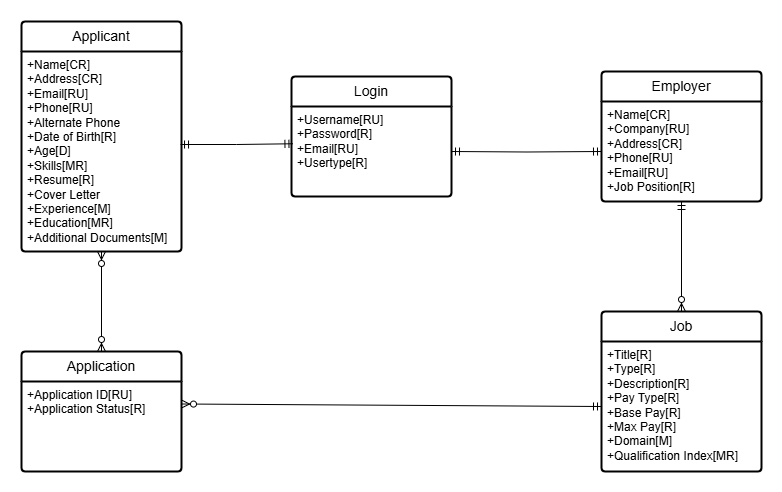 Applicant
+Name[CR]
+Address[CR]
+Email[RU]
+Phone[RU]
+Alternate Phone
+Date of Birth[R]
+Age[D]
+Skills[MR]
+Resume[R]
+Cover Letter
+Experience[M]
+Education[MR]
+Additional Documents[M]
Login
+Username[RU]
+Password[R]
+Email[RU]
+Usertype[R]
Employer
+Name[CR]
+Company[RU]
+Address[CR]
+Phone[RU]
+Email[RU]
+Job Position[R]
Application
+Application ID[RU]
+Application Status[R]
Job
+Title[R]
+Type[R]
+Description[R]
+Pay Type[R]
+Base Pay[R]
+Max Pay[R]
+Domain[M]
+Qualification Index[MR]